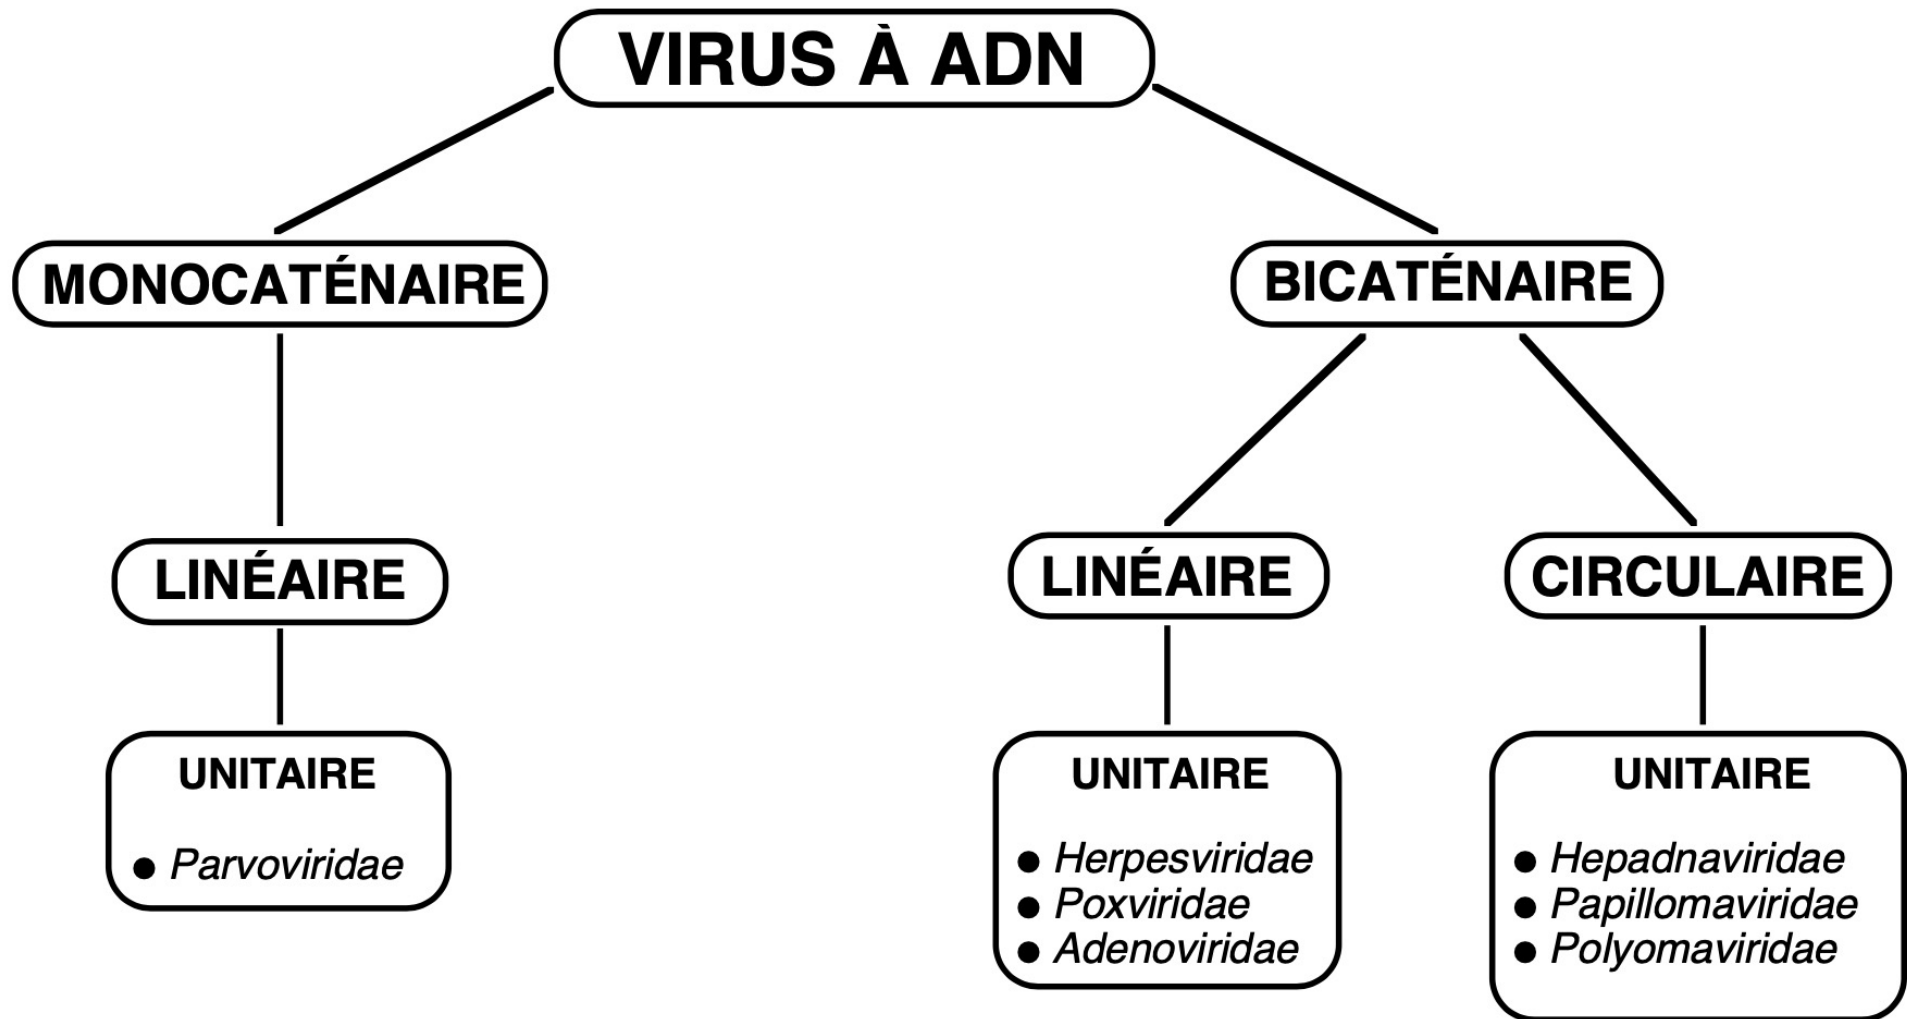 VIRUS À ADN
MONOCATÉNAIRE
BICATÉNAIRE
LINÉAIRE
LINÉAIRE
CIRCULAIRE
UNITAIRE
● Parvoviridae
UNITAIRE
● Herpesviridae
● Poxviridae
● Adenoviridae
UNITAIRE
● Hepadnaviridae
● Papillomaviridae
● Polyomaviridae